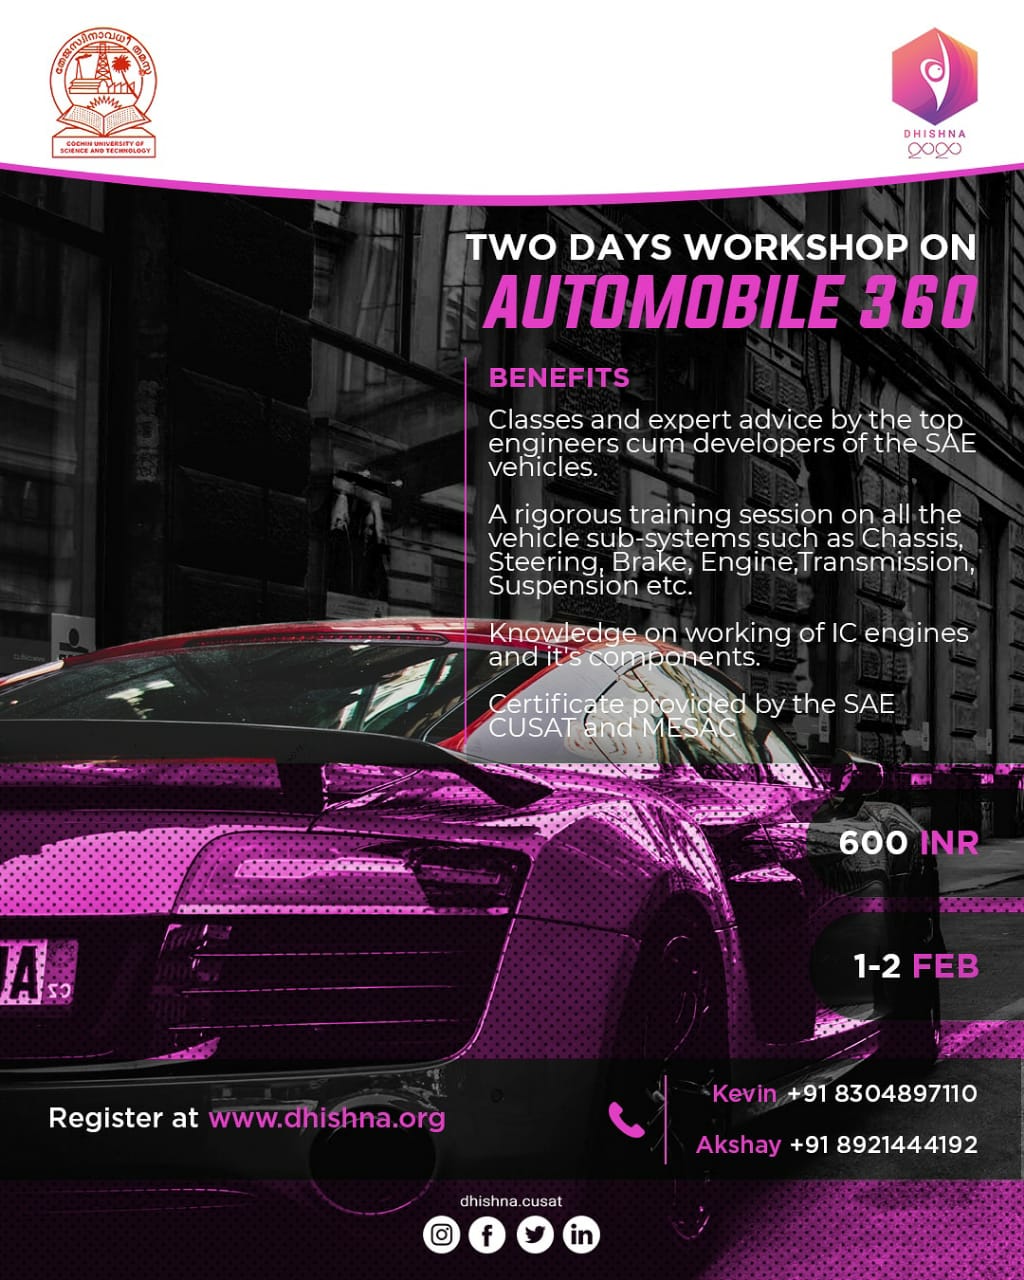 തേജസ്വിനാവധീതമസ്തു
COCHIN UNIVERSITY OF
SCIENCE AND TECHNOLOGY
DHISHNA
2020
TWO DAYS WORKSHOP ON
AUTOMOBILE 360
BENEFITS
Classes and expert advice by the top
engineers cum developers of the SAE
vehicles.
A rigorous training session on all the
vehicle sub-systems such as Chassis,
Steering, Brake, Engine,Transmission,
Suspension etc.
Knowledge on working of IC engines
and it's components.
Certificate provided by the SAE
CUSAT and MESAC
600 INR
1-2 FEB
Register at www.dhishna.org
Kevin +91 8304897110
Akshay +91 8921444192
dhishna.cusat